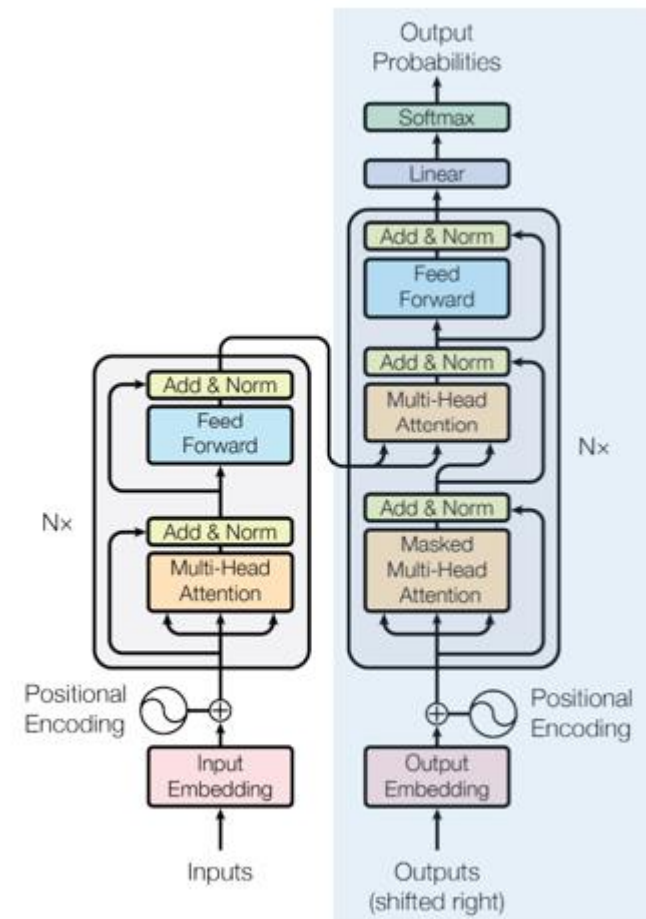 Output
Probabilities
Softmax
Linear
Add & Norm
Feed
Forward
Add & Norm
Multi-Head
Attention
Add & Norm
Masked
Multi-Head
Attention
Nx
Positional
Encoding
Output
Embedding
Outputs
(shifted right)
Add & Norm
Feed
Forward
Add & Norm
Multi-Head
Attention
Nx
Positional
Encoding
Input
Embedding
Inputs